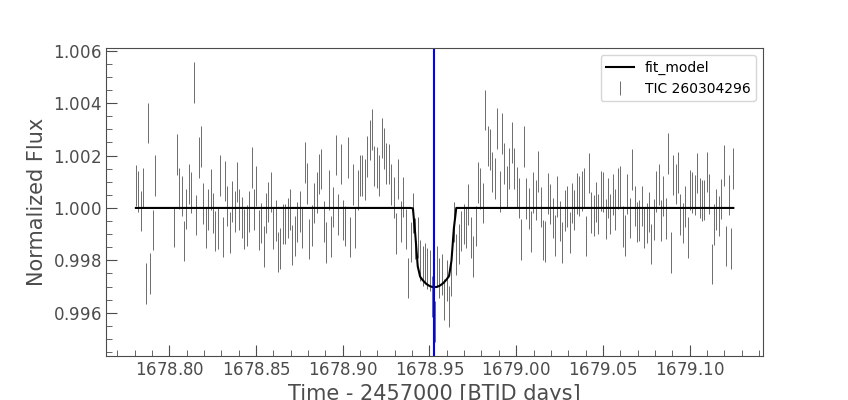 1.006
1.004
1.002
1.000
0.998
0.996
Normalized Flux
fit_model
TIC 260304296
1678.80 1678.85 1678.90 1678.95 1679.00 1679.05 1679.10
Time - 2457000 [BTJD days]